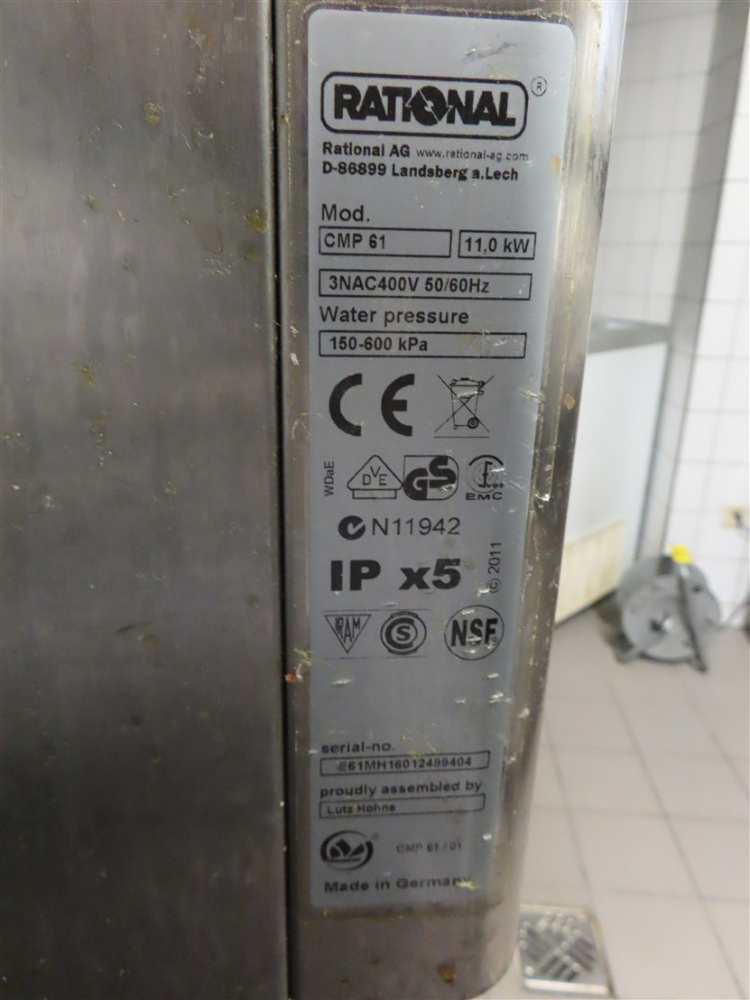 RATIONAL ®
Rational AG www.rational-ag.com
D-86899 Landsberg a.Lech
Mod.
CMP 61 11,0 kW
3NAC400V 50/60Hz
Water pressure
150-600 kPa
CE
WDaE DVE GS EMC
N11942
IP x5 © 2011
IRAM S NSF
serial-no.
E61MH16012499404
proudly assembled by
Lutz Höhne
CMP 61 / 01
Made in Germany